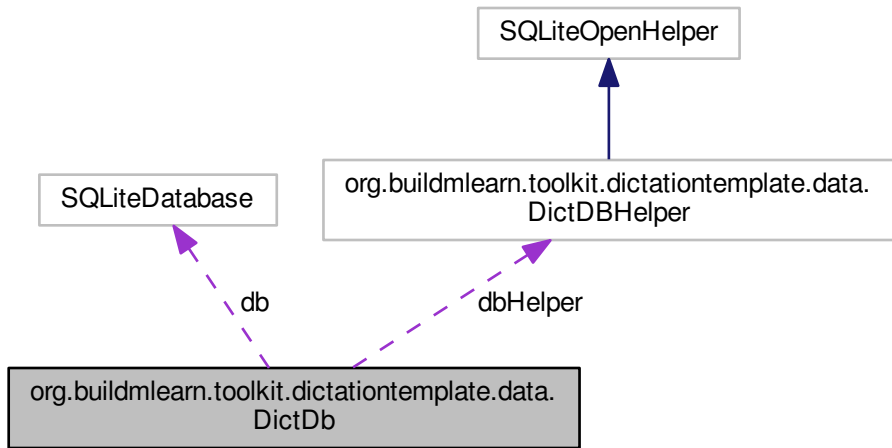 SQLiteOpenHelper
org.buildmlearn.toolkit.dictationtemplate.data.
DictDBHelper
SQLiteDatabase
db
dbHelper
org.buildmlearn.toolkit.dictationtemplate.data.
DictDb